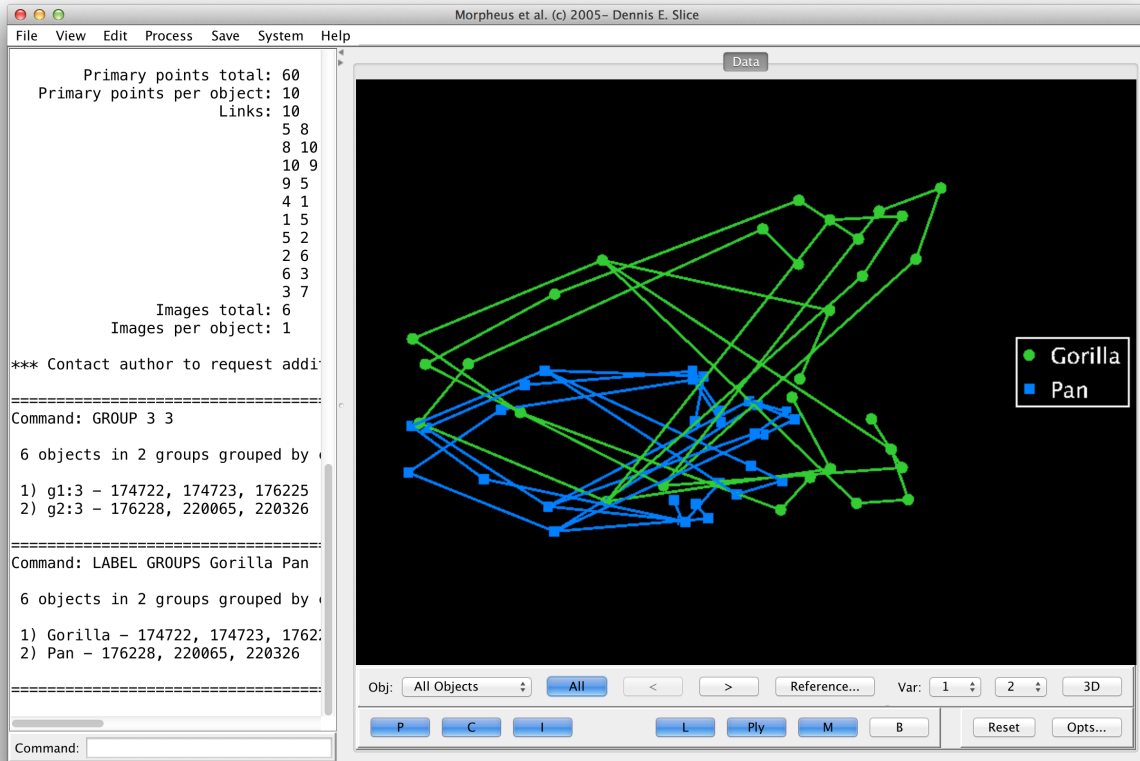 Morpheus et al. (c) 2005- Dennis E. Slice
File View Edit Process Save System Help
Primary points total: 60
Primary points per object: 10
Links: 10
5 8
8 10
10 9
9 5
4 1
1 5
5 2
2 6
6 3
3 7
Images total: 6
Images per object: 1
*** Contact author to request addi
==================================
Command: GROUP 3 3
6 objects in 2 groups grouped by
1) g1:3 – 174722, 174723, 176225
2) g2:3 – 176228, 220065, 220326
==================================
Command: LABEL GROUPS Gorilla Pan
6 objects in 2 groups grouped by
1) Gorilla – 174722, 174723, 1762
2) Pan – 176228, 220065, 220326
==================================
Command:
Data
Gorilla
Pan
Obj: All Objects All < > Reference... Var: 1 2 3D
P C I L Ply M B Reset Opts...